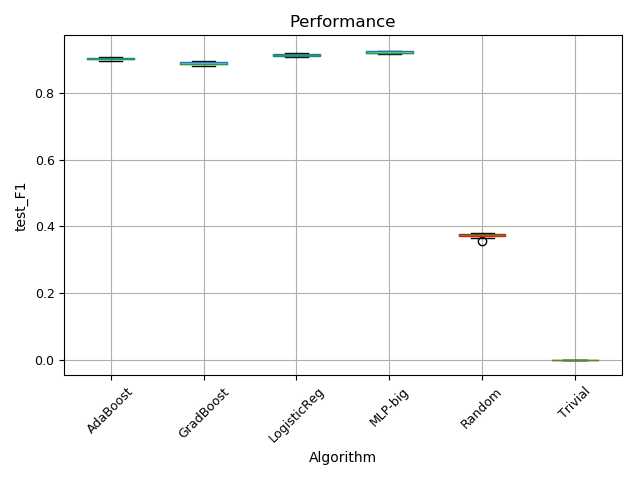 Performance
test_F1
0.8
0.6
0.4
0.2
0.0
AdaBoost
GradBoost
LogisticReg
MLP-big
Random
Trivial
Algorithm